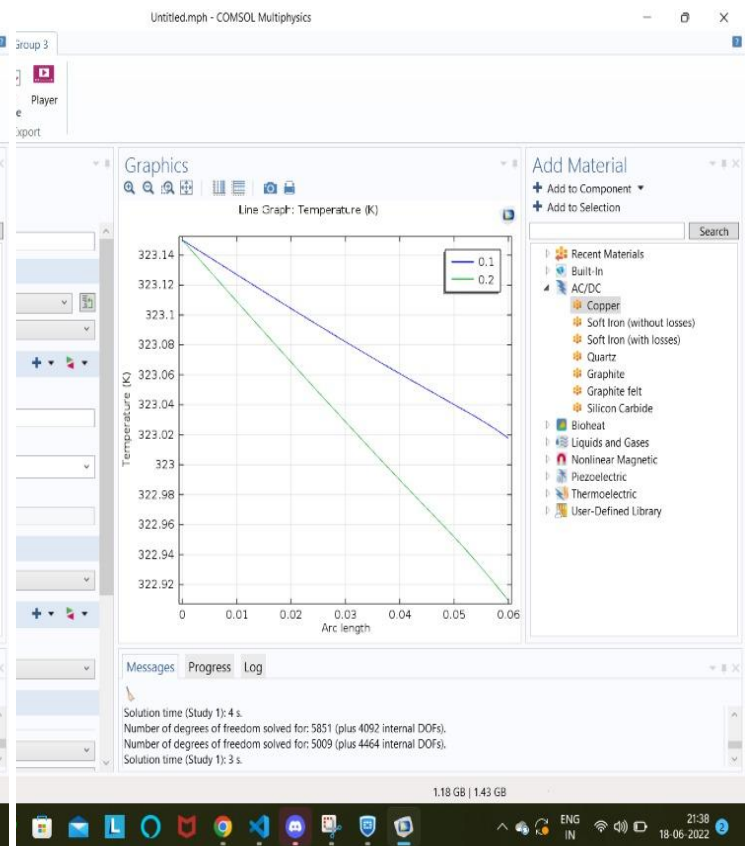 Untitled.mph - COMSOL Multiphysics
Group 3
Player
e
xport
Graphics
Line Graph: Temperature (K)
323.14
323.12
323.1
323.08
323.06
323.04
323.02
323
322.98
322.96
322.94
322.92
Temperature (K)
0.1
0.2
0 0.01 0.02 0.03 0.04 0.05 0.06
Arc length
Add Material
Add to Component
Add to Selection
Search
Recent Materials
Built-In
AC/DC
Copper
Soft Iron (without losses)
Soft Iron (with losses)
Quartz
Graphite
Graphite felt
Silicon Carbide
Bioheat
Liquids and Gases
Nonlinear Magnetic
Piezoelectric
Thermoelectric
User-Defined Library
Messages Progress Log
Solution time (Study 1): 4 s.
Number of degrees of freedom solved for: 5851 (plus 4092 internal DOFs).
Number of degrees of freedom solved for: 5009 (plus 4464 internal DOFs).
Solution time (Study 1): 3 s.
1.18 GB | 1.43 GB
ENG
IN
21:38
18-06-2022
2